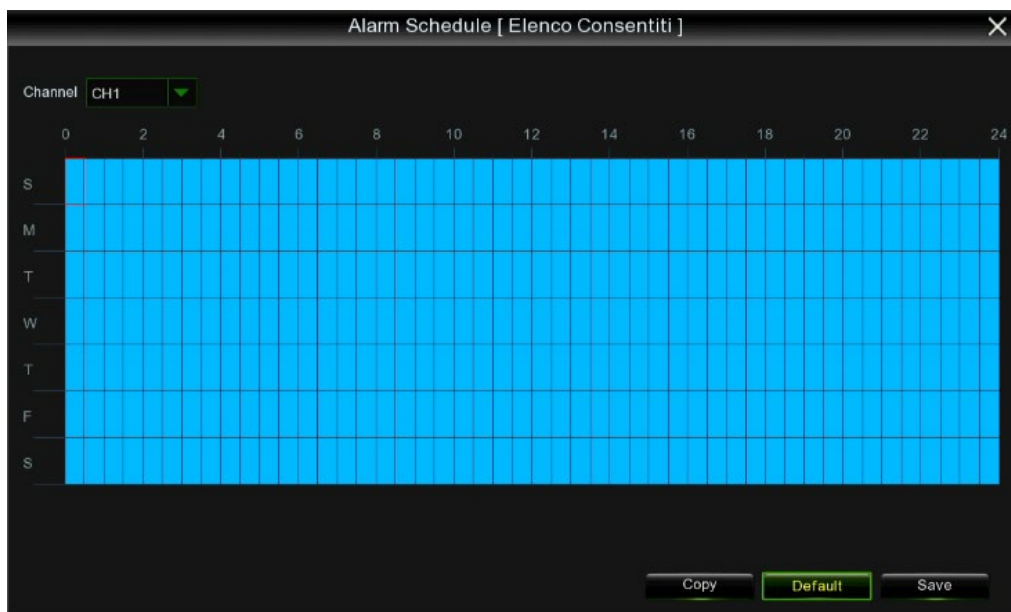 Alarm Schedule [ Elenco Consentiti ]
Channel CH1
0 2 4 6 8 10 12 14 16 18 20 22 24
S
M
T
W
T
F
S
Copy Default Save